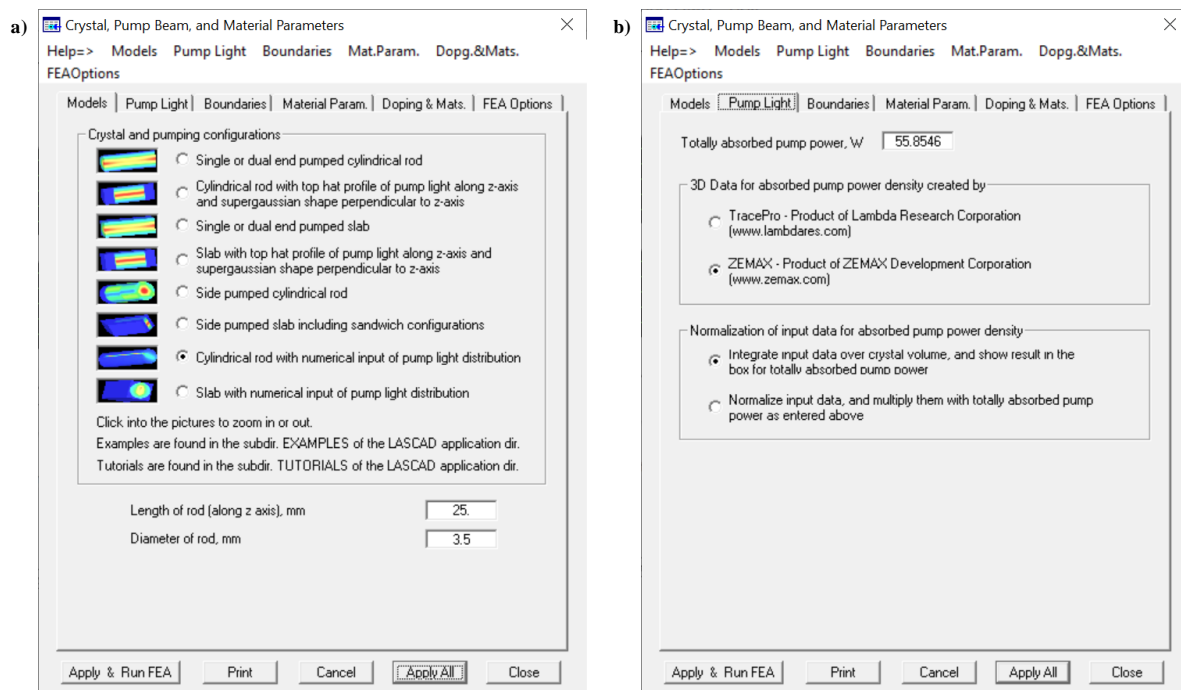 a)
Crystal, Pump Beam, and Material Parameters
Help=> Models Pump Light Boundaries Mat.Param. Dopg.&Mats.
FEAOptions
Models Pump Light Boundaries Material Param. Doping & Mats. FEA Options
Crystal and pumping configurations
Single or dual end pumped cylindrical rod
Cylindrical rod with top hat profile of pump light along z-axis
and supergaussian shape perpendicular to z-axis
Single or dual end pumped slab
Slab with top hat profile of pump light along z-axis and
supergaussian shape perpendicular to z-axis
Side pumped cylindrical rod
Side pumped slab including sandwich configurations
Cylindrical rod with numerical input of pump light distribution
Slab with numerical input of pump light distribution
Click into the pictures to zoom in or out.
Examples are found in the subdir. EXAMPLES of the LASCAD application dir.
Tutorials are found in the subdir. TUTORIALS of the LASCAD application dir.
Length of rod (along z axis), mm 25.
Diameter of rod, mm 3.5
Apply & Run FEA Print Cancel Apply All Close
b)
Crystal, Pump Beam, and Material Parameters
Help=> Models Pump Light Boundaries Mat.Param. Dopg.&Mats.
FEAOptions
Models Pump Light Boundaries Material Param. Doping & Mats. FEA Options
Totally absorbed pump power, W 55.8546
3D Data for absorbed pump power density created by
TracePro - Product of Lambda Research Corporation
(www.lambdares.com)
ZEMAX - Product of ZEMAX Development Corporation
(www.zemax.com)
Normalization of input data for absorbed pump power density
Integrate input data over crystal volume, and show result in the
box for totally absorbed pump power
Normalize input data, and multiply them with totally absorbed pump
power as entered above
Apply & Run FEA Print Cancel Apply All Close